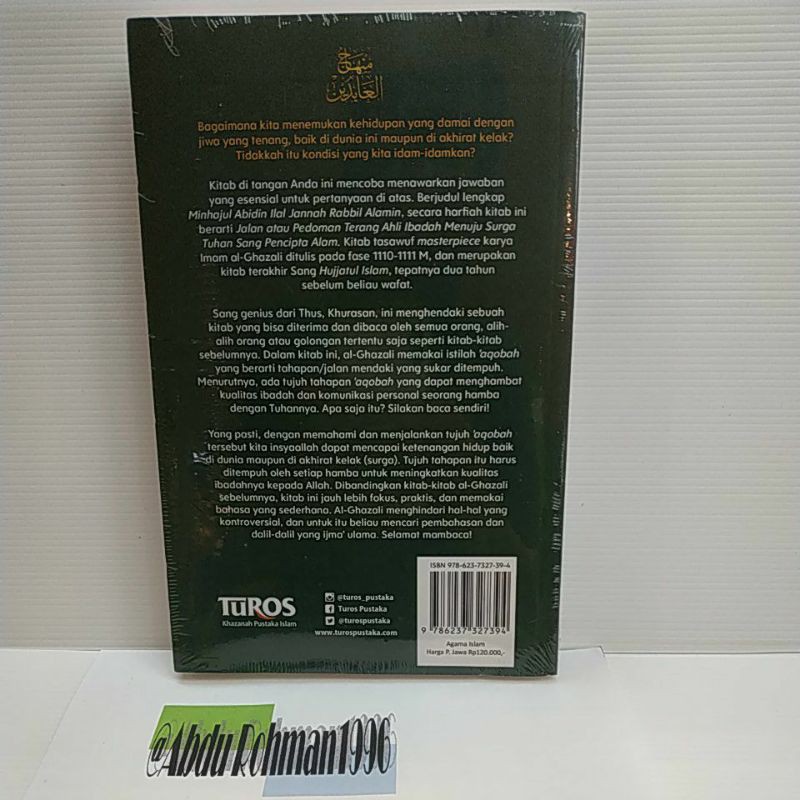 منهاج
العابدين
Bagaimana kita menemukan kehidupan yang damai dengan
jiwa yang tenang, baik di dunia ini maupun di akhirat kelak?
Tidakkah itu kondisi yang kita idam-idamkan?
Kitab di tangan Anda ini mencoba menawarkan jawaban
yang esensial untuk pertanyaan di atas. Berjudul lengkap
Minhajul Abidin Ilal Jannah Rabbil Alamin, secara harfiah kitab ini
berarti Jalan atau Pedoman Terang Ahli Ibadah Menuju Surga
Tuhan Sang Pencipta Alam. Kitab tasawuf masterpiece karya
Imam al-Ghazali ditulis pada fase 1110-1111 M, dan merupakan
kitab terakhir Sang Hujjatul Islam, tepatnya dua tahun
sebelum beliau wafat.
Sang genius dari Thus, Khurasan, ini menghendaki sebuah
kitab yang bisa diterima dan dibaca oleh semua orang, alih-
alih orang atau golongan tertentu saja seperti kitab-kitab
sebelumnya. Dalam kitab ini, al-Ghazali memakai istilah 'aqobah
yang berarti tahapan/jalan mendaki yang sukar ditempuh.
Menurutnya, ada tujuh tahapan 'aqobah yang dapat menghambat
kualitas ibadah dan komunikasi personal seorang hamba
dengan Tuhannya. Apa saja itu? Silakan baca sendiri!
Yang pasti, dengan memahami dan menjalankan tujuh 'aqobah
tersebut kita insyaallah dapat mencapai ketenangan hidup baik
di dunia maupun di akhirat kelak (surga). Tujuh tahapan itu harus
ditempuh oleh setiap hamba untuk meningkatkan kualitas
ibadahnya kepada Allah. Dibandingkan kitab-kitab al-Ghazali
sebelumnya, kitab ini jauh lebih fokus, praktis, dan memakai
bahasa yang sederhana. Al-Ghazali menghindari hal-hal yang
kontroversial, dan untuk itu beliau mencari pembahasan dan
dalil-dalil yang ijma' ulama. Selamat mambaca!
ISBN 978-623-7327-39-4
9 786237 327394
Agama Islam
Harga P. Jawa Rp120.000,-
TUROS
Khazanah Pustaka Islam
@turos_pustaka
Turos Pustaka
@turospustaka
www.turospustaka.com
@Abdu Rohman1996